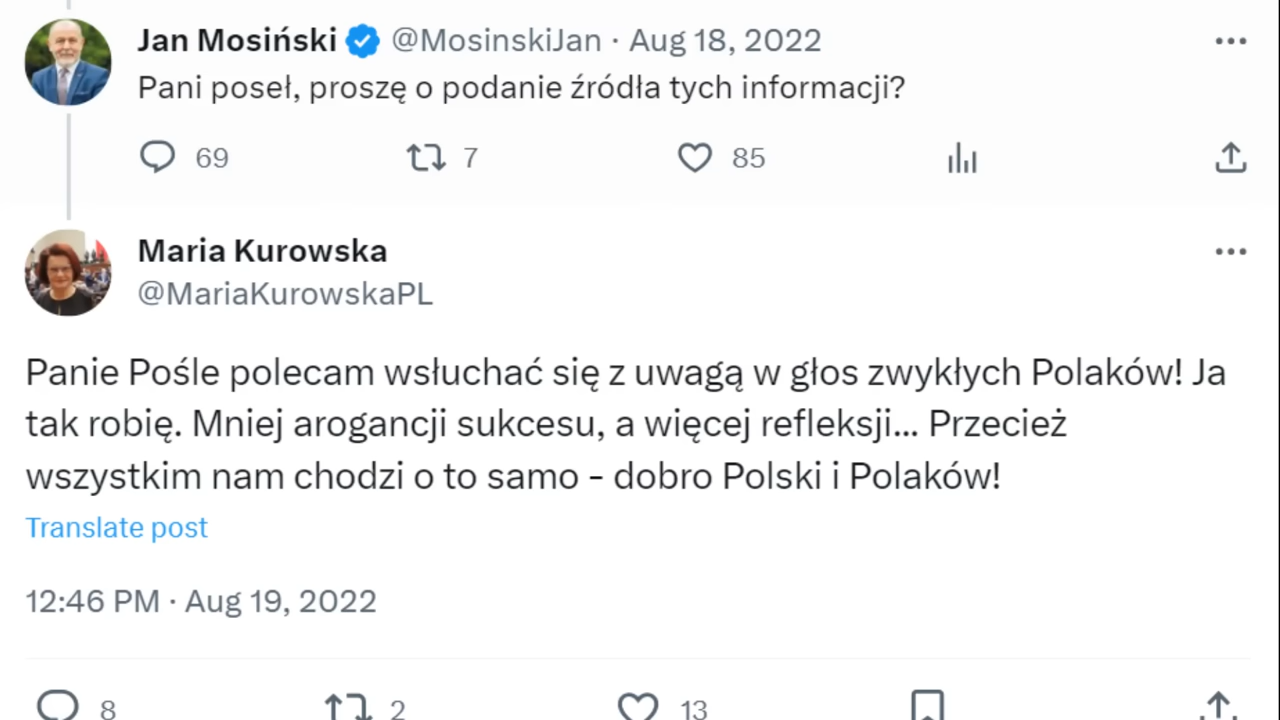 Jan Mosiński @MosinskiJan · Aug 18, 2022
Pani poseł, proszę o podanie źródła tych informacji?
69 7 85
Maria Kurowska
@MariaKurowskaPL
Panie Pośle polecam wsłuchać się z uwagą w głos zwykłych Polaków! Ja
tak robię. Mniej arogancji sukcesu, a więcej refleksji... Przecież
wszystkim nam chodzi o to samo - dobro Polski i Polaków!
Translate post
12:46 PM · Aug 19, 2022
8 2 13